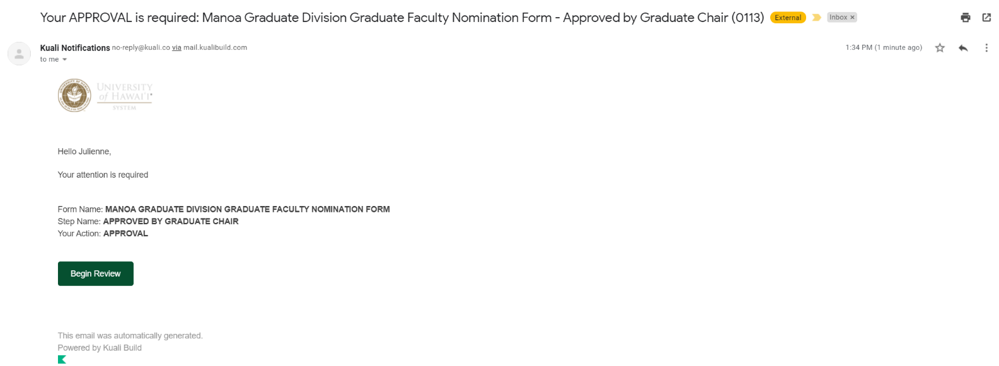 Your APPROVAL is required: Manoa Graduate Division Graduate Faculty Nomination Form - Approved by Graduate Chair (0113) External Inbox ×
Kuali Notifications no-reply@kuali.co via mail.kualibuild.com 1:34 PM (1 minute ago)
to me
UNIVERSITY
of HAWAI‘I®
SYSTEM
Hello Julienne,
Your attention is required
Form Name: MANOA GRADUATE DIVISION GRADUATE FACULTY NOMINATION FORM
Step Name: APPROVED BY GRADUATE CHAIR
Your Action: APPROVAL
Begin Review
This email was automatically generated.
Powered by Kuali Build